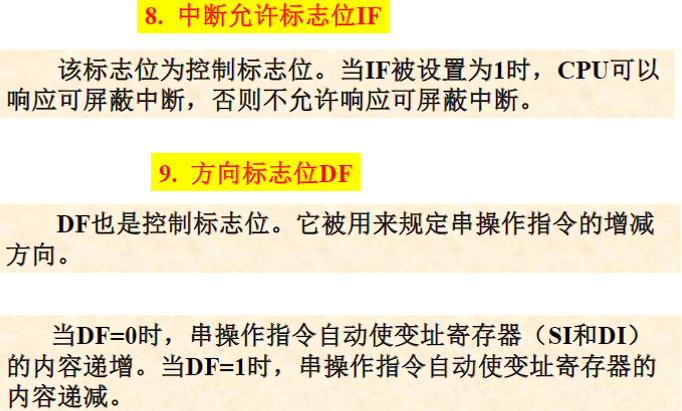 8. 中断允许标志位IF
该标志位为控制标志位。当IF被设置为1时，CPU可以
响应可屏蔽中断，否则不允许响应可屏蔽中断。
9. 方向标志位DF
DF也是控制标志位。它被用来规定串操作指令的增减
方向。
当DF=0时，串操作指令自动使变址寄存器（SI和DI）
的内容递增。当DF=1时，串操作指令自动使变址寄存器的
内容递减。